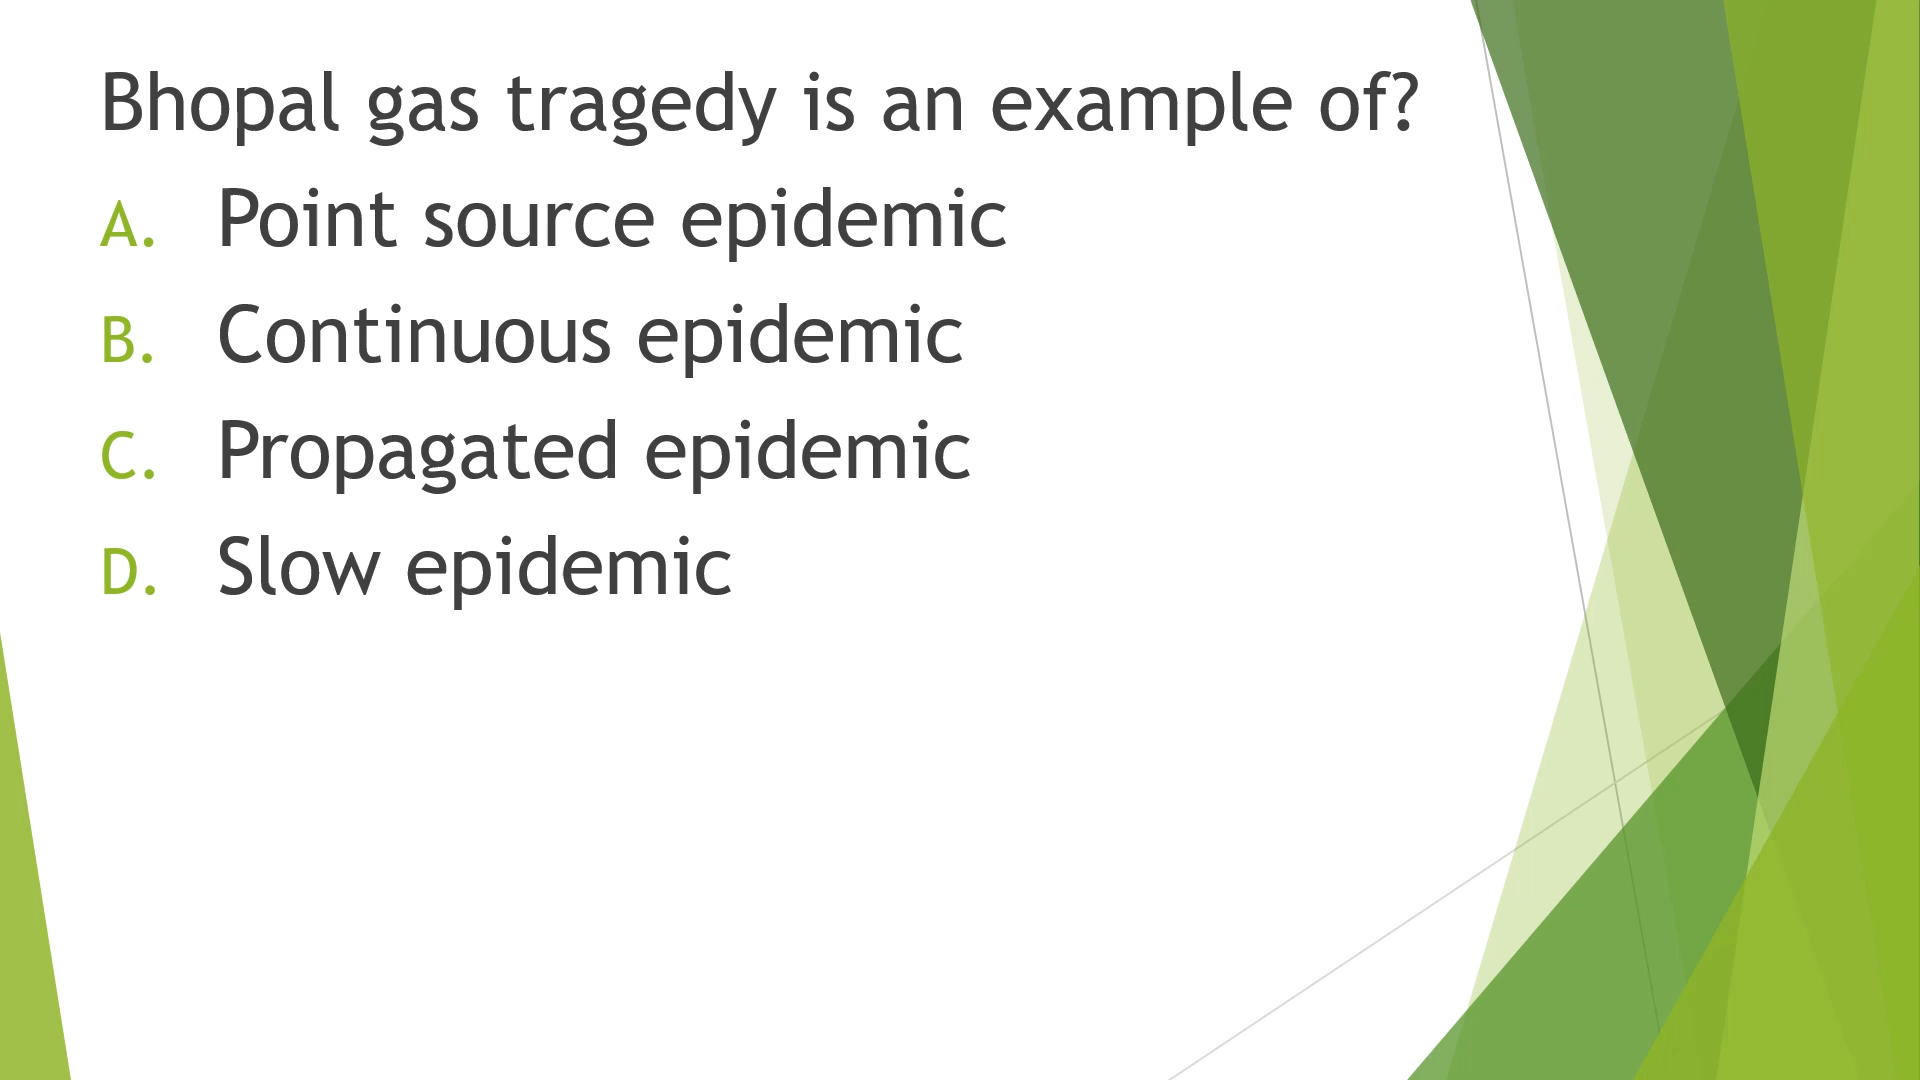 Bhopal gas tragedy is an example of?
A. Point source epidemic
B. Continuous epidemic
C. Propagated epidemic
D. Slow epidemic